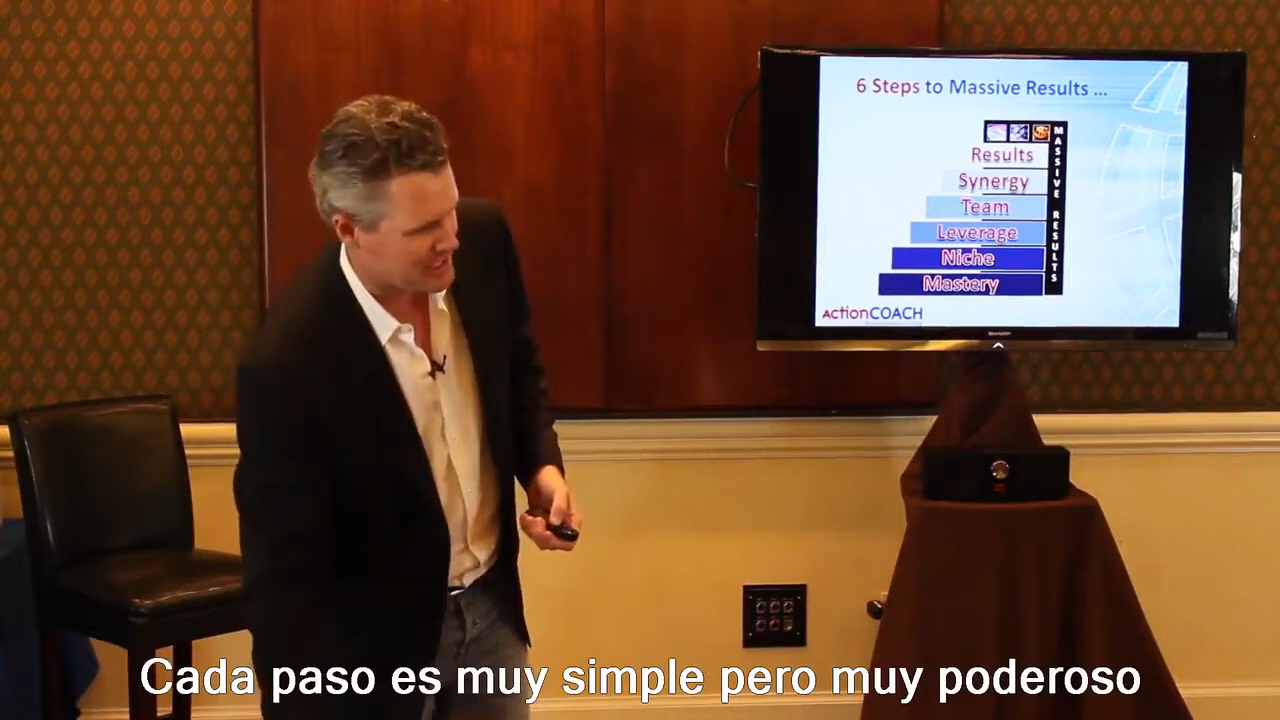 6 Steps to Massive Results ...
Results
Synergy
Team
Leverage
Niche
Mastery
MASSIVE RESULTS
ActionCOACH
SHARP
Cada paso es muy simple pero muy poderoso